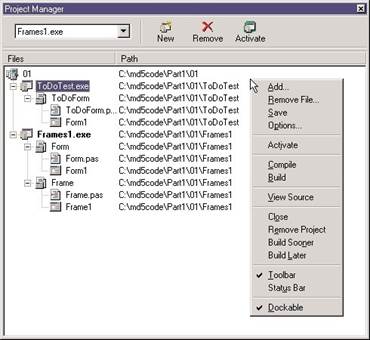 Project Manager
Frames1.exe
New
Remove
Activate
Files Path
01 C:\md5code\Part1\01
ToDoTest.exe C:\md5code\Part1\01\ToDoTest
ToDoForm C:\md5code\Part1\01\ToDoTest
ToDoForm.p... C:\md5code\Part1\01\ToDoTest
Form1 C:\md5code\Part1\01\ToDoTest
Frames1.exe C:\md5code\Part1\01\Frames1
Form C:\md5code\Part1\01\Frames1
Form.pas C:\md5code\Part1\01\Frames1
Form1 C:\md5code\Part1\01\Frames1
Frame C:\md5code\Part1\01\Frames1
Frame.pas C:\md5code\Part1\01\Frames1
Frame1 C:\md5code\Part1\01\Frames1
Add...
Remove File...
Save
Options...
Activate
Compile
Build
View Source
Close
Remove Project
Build Sooner
Build Later
Toolbar
Status Bar
Dockable